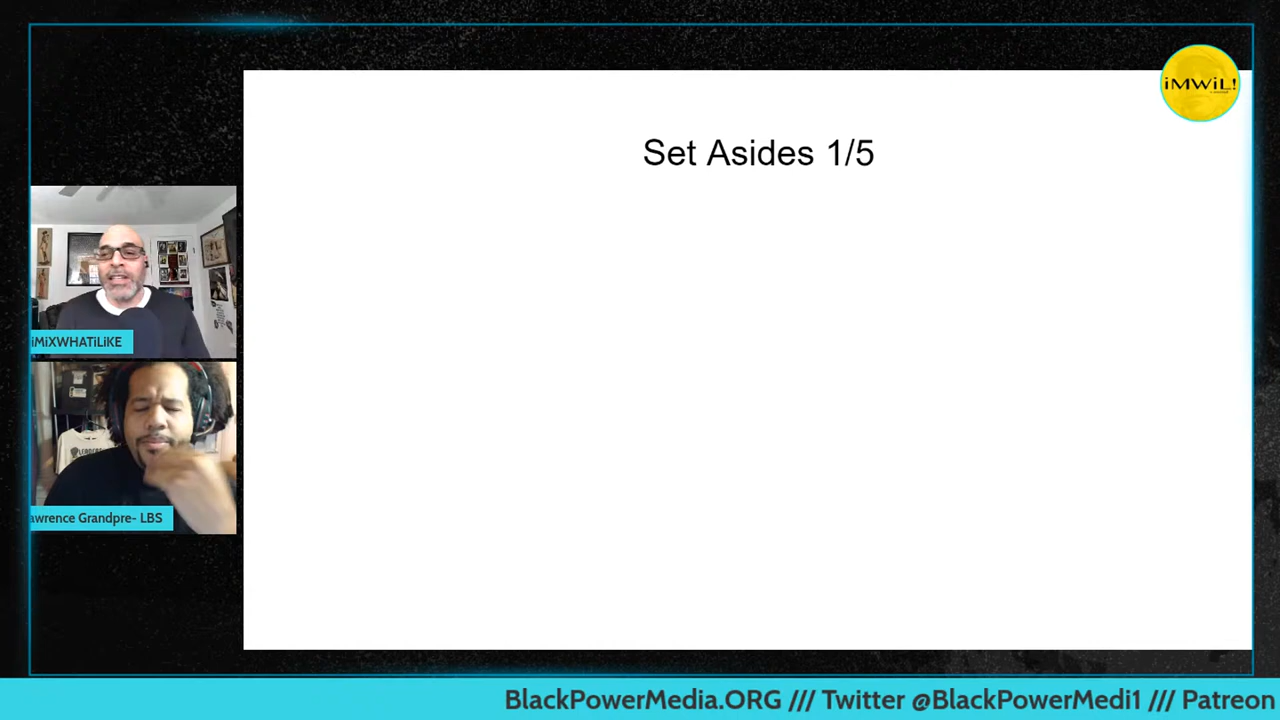 iMWiL!
Set Asides 1/5
iMiXWHATiLiKE
awrence Grandpre- LBS
BlackPowerMedia.ORG /// Twitter @BlackPowerMedi1 /// Patreon